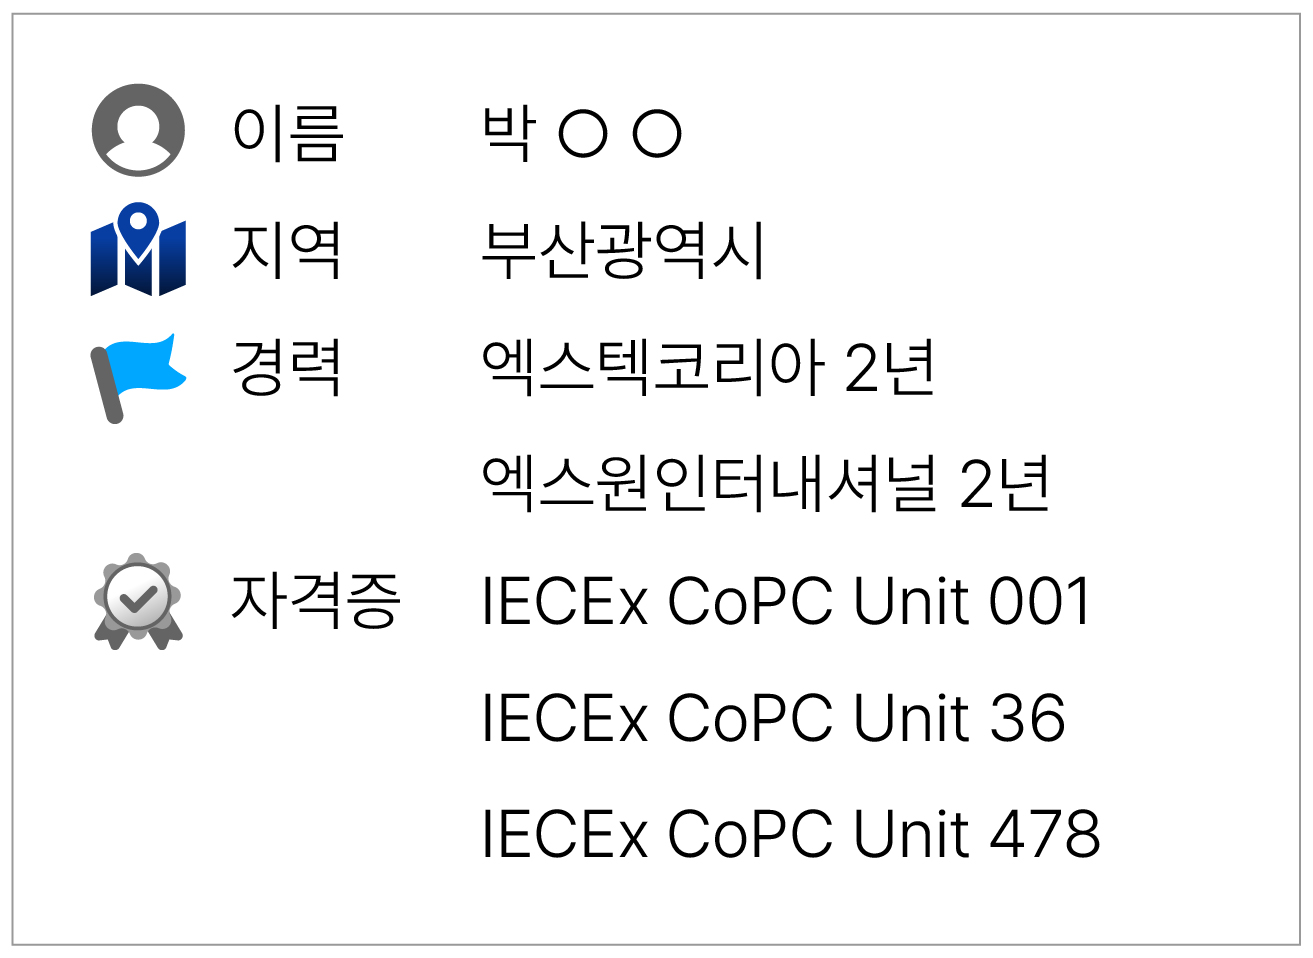 이름 박 ○ ○
지역 부산광역시
경력 엑스텍코리아 2년
엑스원인터내셔널 2년
자격증 IECEx CoPC Unit 001
IECEx CoPC Unit 36
IECEx CoPC Unit 478